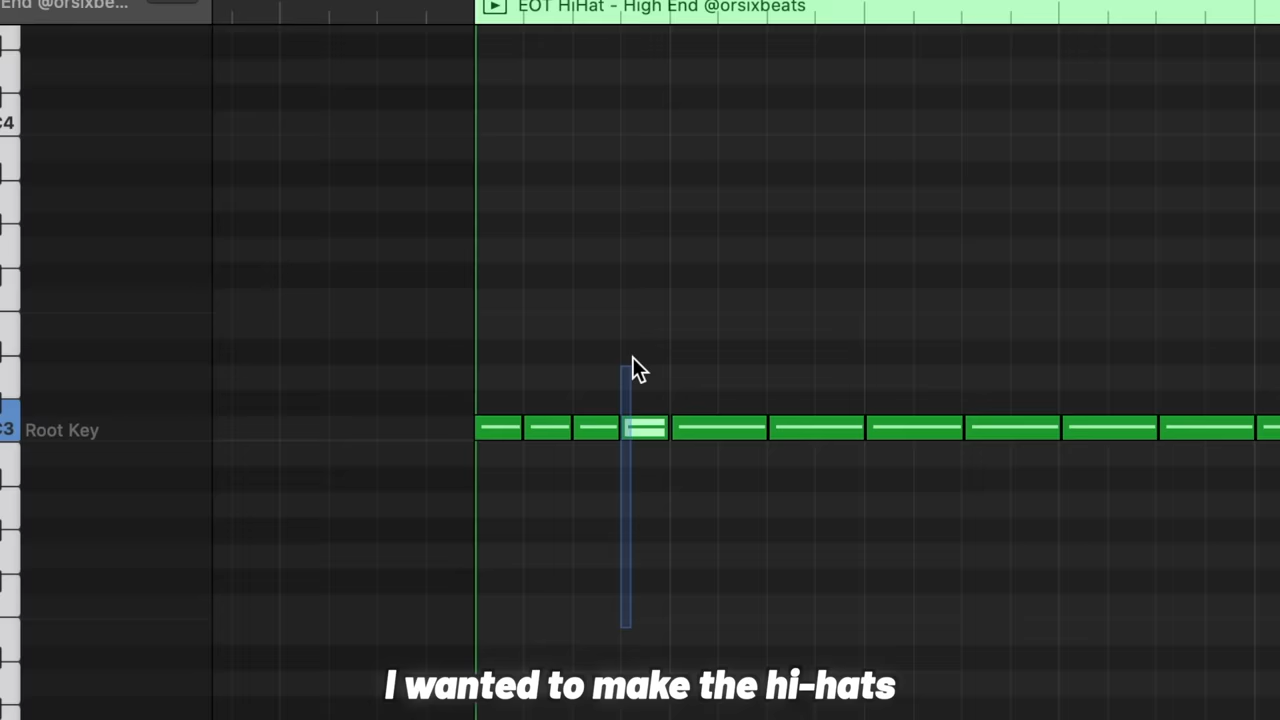 End @orsixbe...
EOT HiHat - High End @orsixbeats
C4
C3
Root Key
I wanted to make the hi-hats